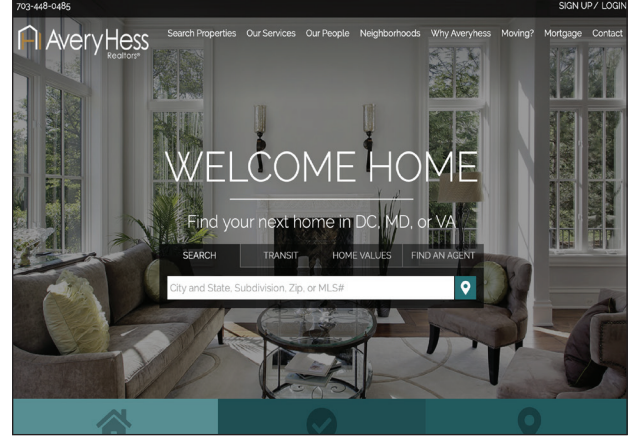 703-448-0485
SIGN UP / LOGIN
AveryHess
Realtors®
Search Properties Our Services Our People Neighborhoods Why Averyhess Moving? Mortgage Contact
WELCOME HOME
Find your next home in DC, MD, or VA
SEARCH TRANSIT HOME VALUES FIND AN AGENT
City and State, Subdivision, Zip, or MLS#